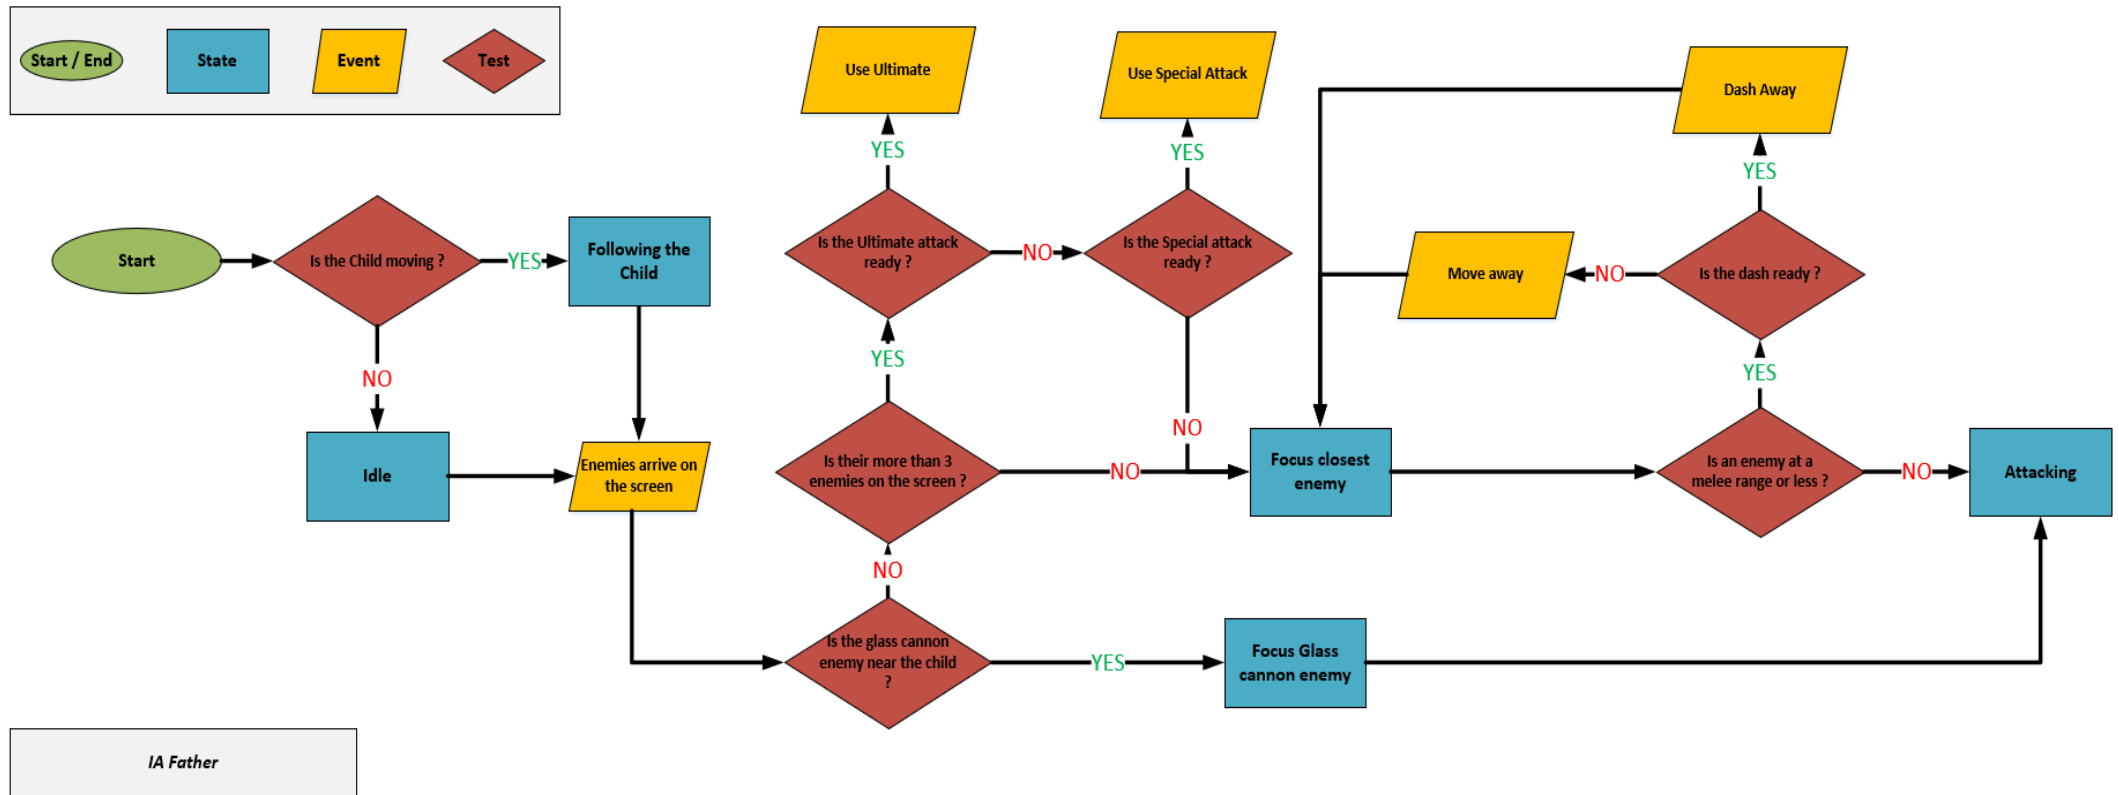 Start / End
State
Event
Test
Use Ultimate
Use Special Attack
Dash Away
YES
YES
YES
Start
Is the Child moving ?
YES
Following the
Child
Is the Ultimate attack
ready ?
NO
Is the Special attack
ready ?
Move away
NO
Is the dash ready ?
NO
YES
YES
NO
Idle
Enemies arrive on
the screen
Is their more than 3
enemies on the screen ?
NO
Focus closest
enemy
Is an enemy at a
melee range or less ?
NO
Attacking
NO
Is the glass cannon
enemy near the child
?
YES
Focus Glass
cannon enemy
IA Father